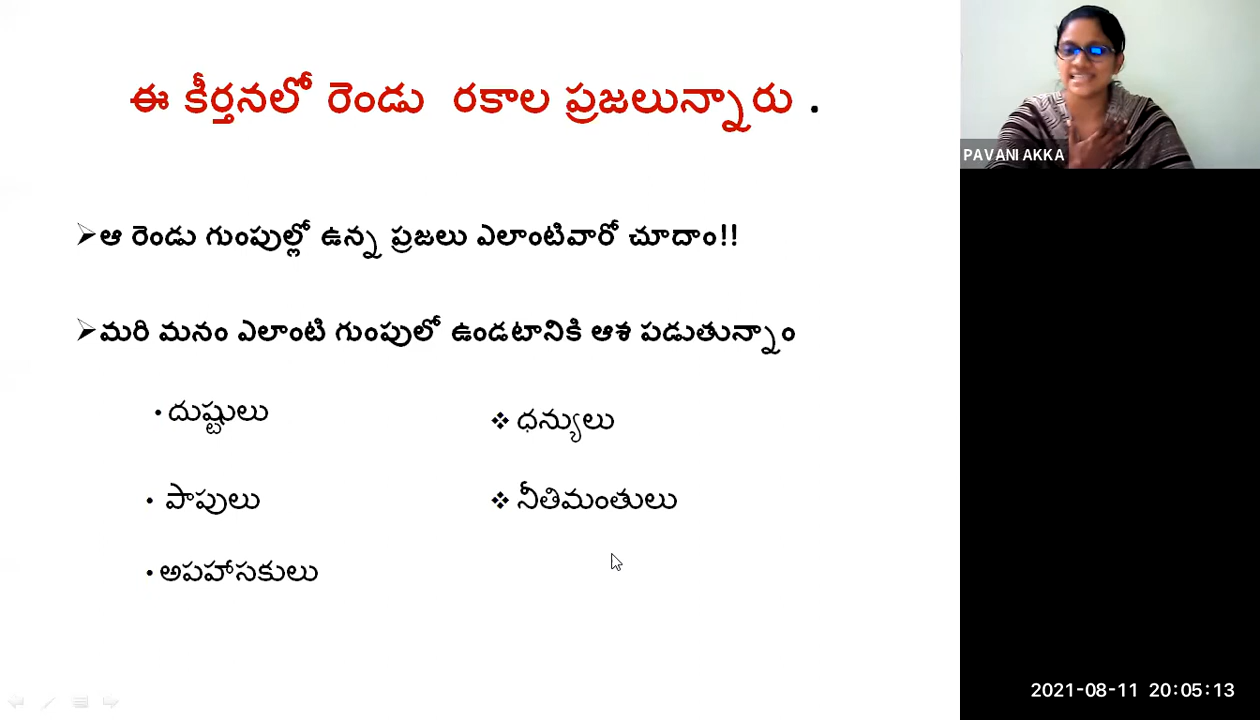 ఈ కీర్తనలో రెండు రకాల ప్రజలున్నారు .
PAVANI AKKA
➢ఆ రెండు గుంపుల్లో ఉన్న ప్రజలు ఎలాంటివారో చూదాం!!
➢మరి మనం ఎలాంటి గుంపులో ఉండటానికి ఆశ పడుతున్నాం
• దుష్టులు
• పాపులు
• అపహాసకులు
❖ ధన్యులు
❖ నీతిమంతులు
2021-08-11 20:05:13